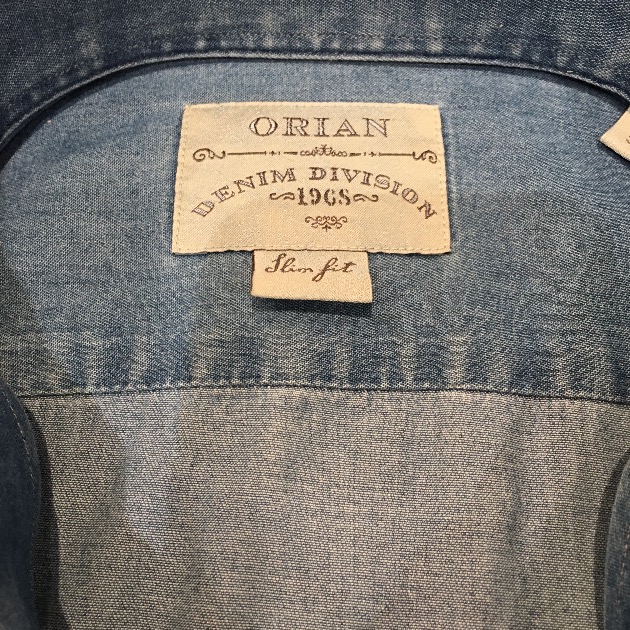 ORIAN
DENIM DIVISION
1968
Slim fit